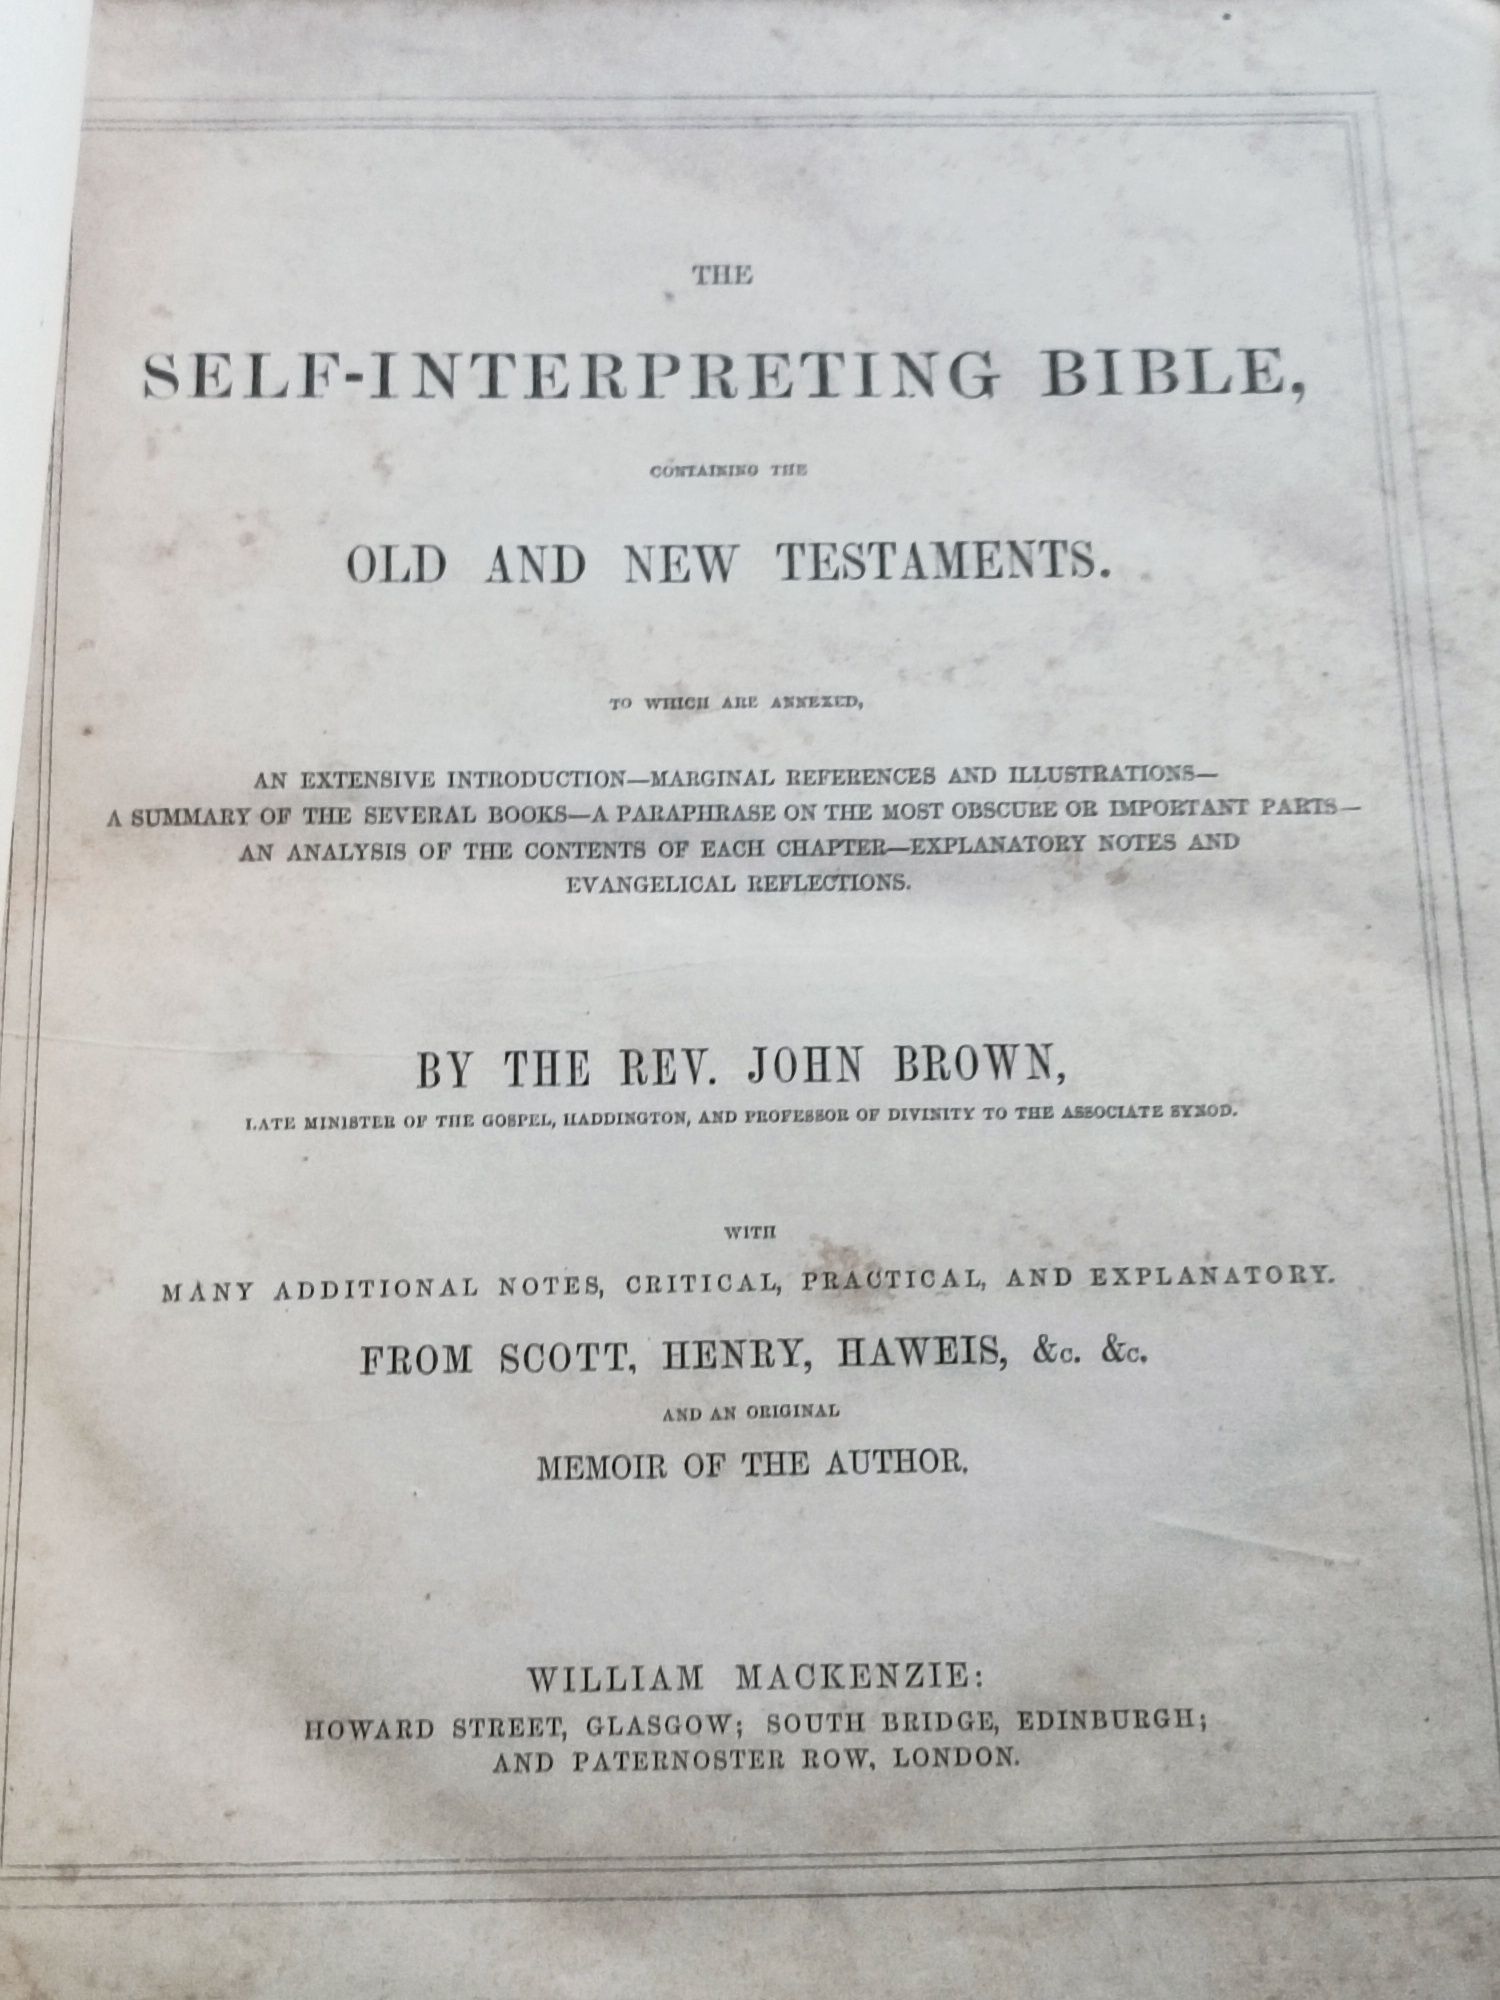 THE
SELF-INTERPRETING BIBLE,
CONTAINING THE
OLD AND NEW TESTAMENTS.
TO WHICH ARE ANNEXED,
AN EXTENSIVE INTRODUCTION—MARGINAL REFERENCES AND ILLUSTRATIONS—
A SUMMARY OF THE SEVERAL BOOKS—A PARAPHRASE ON THE MOST OBSCURE OR IMPORTANT PARTS—
AN ANALYSIS OF THE CONTENTS OF EACH CHAPTER—EXPLANATORY NOTES AND
EVANGELICAL REFLECTIONS.
BY THE REV. JOHN BROWN,
LATE MINISTER OF THE GOSPEL, HADDINGTON, AND PROFESSOR OF DIVINITY TO THE ASSOCIATE SYNOD.
WITH
MANY ADDITIONAL NOTES, CRITICAL, PRACTICAL, AND EXPLANATORY.
FROM SCOTT, HENRY, HAWEIS, &c. &c.
AND AN ORIGINAL
MEMOIR OF THE AUTHOR.
WILLIAM MACKENZIE:
HOWARD STREET, GLASGOW; SOUTH BRIDGE, EDINBURGH;
AND PATERNOSTER ROW, LONDON.